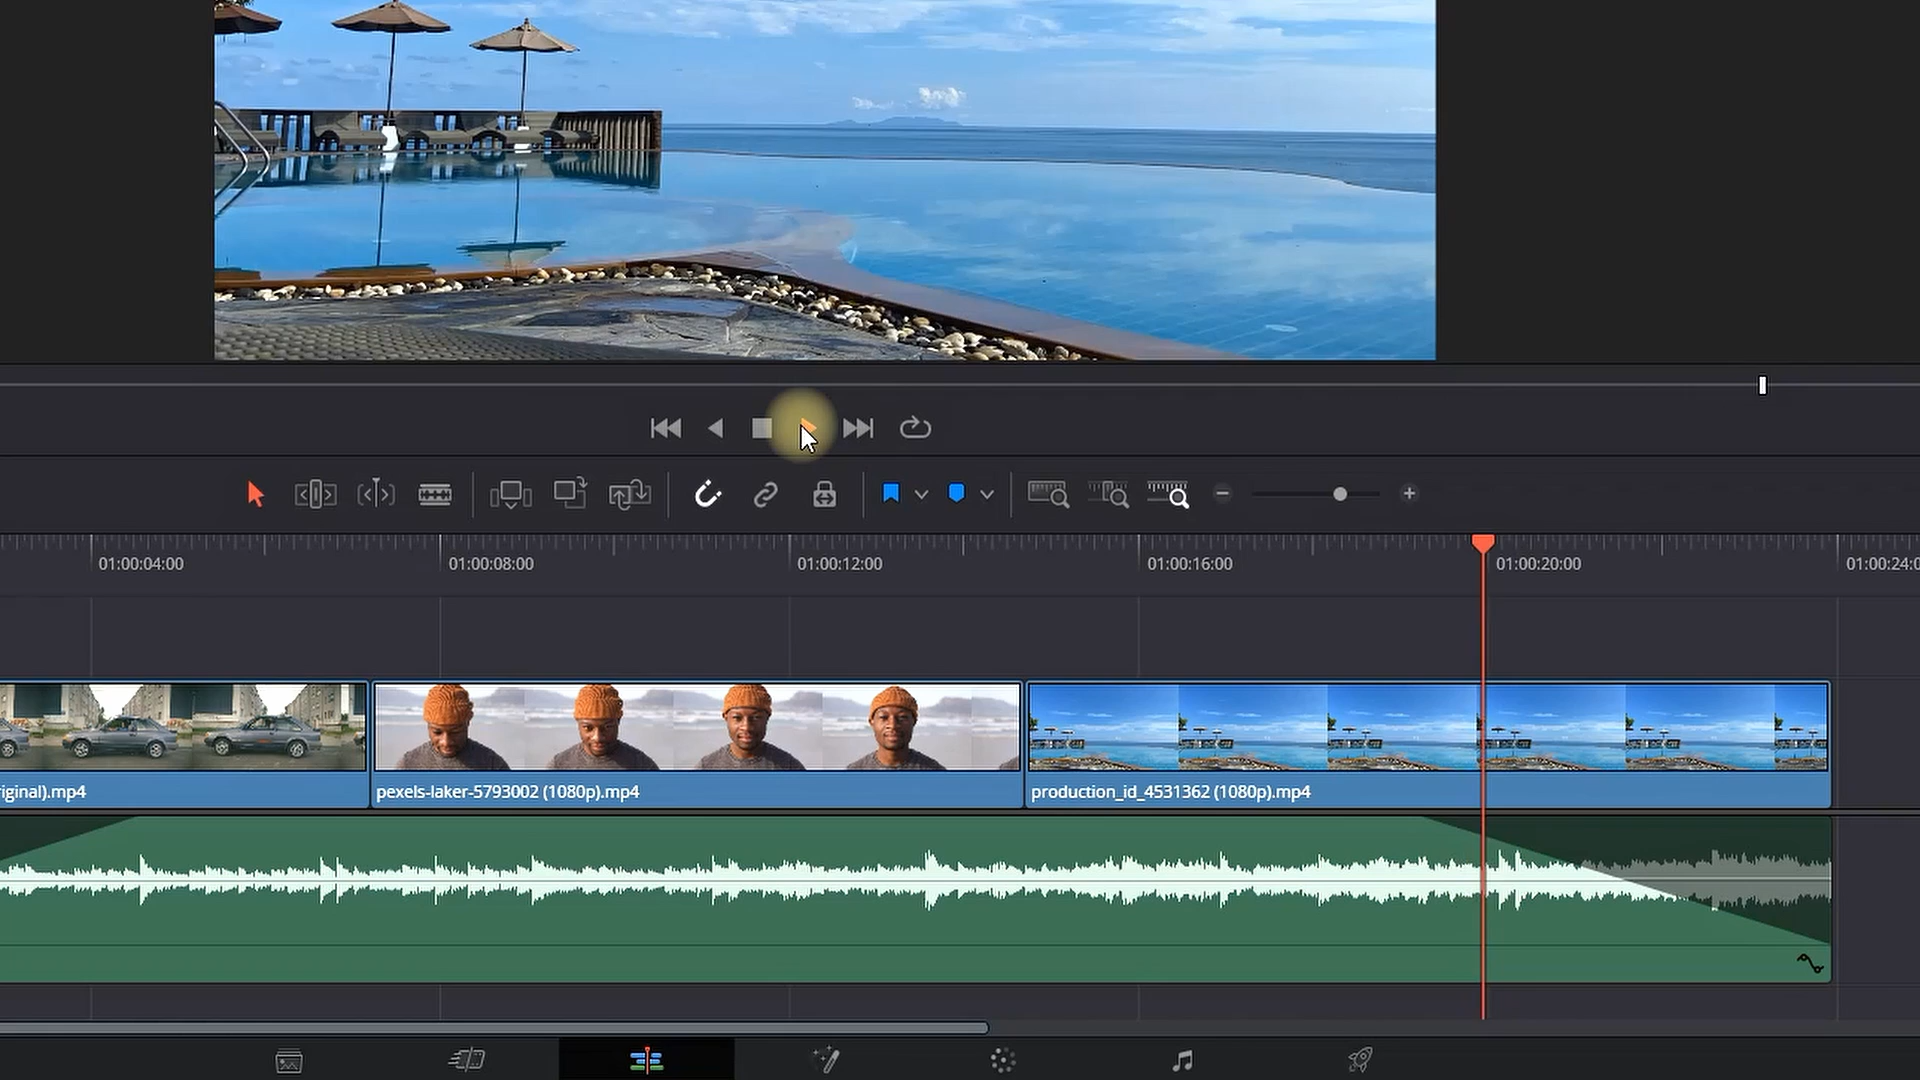 01:00:04:00
01:00:08:00
01:00:12:00
01:00:16:00
01:00:20:00
01:00:24:0
iginal).mp4
pexels-laker-5793002 (1080p).mp4
production_id_4531362 (1080p).mp4